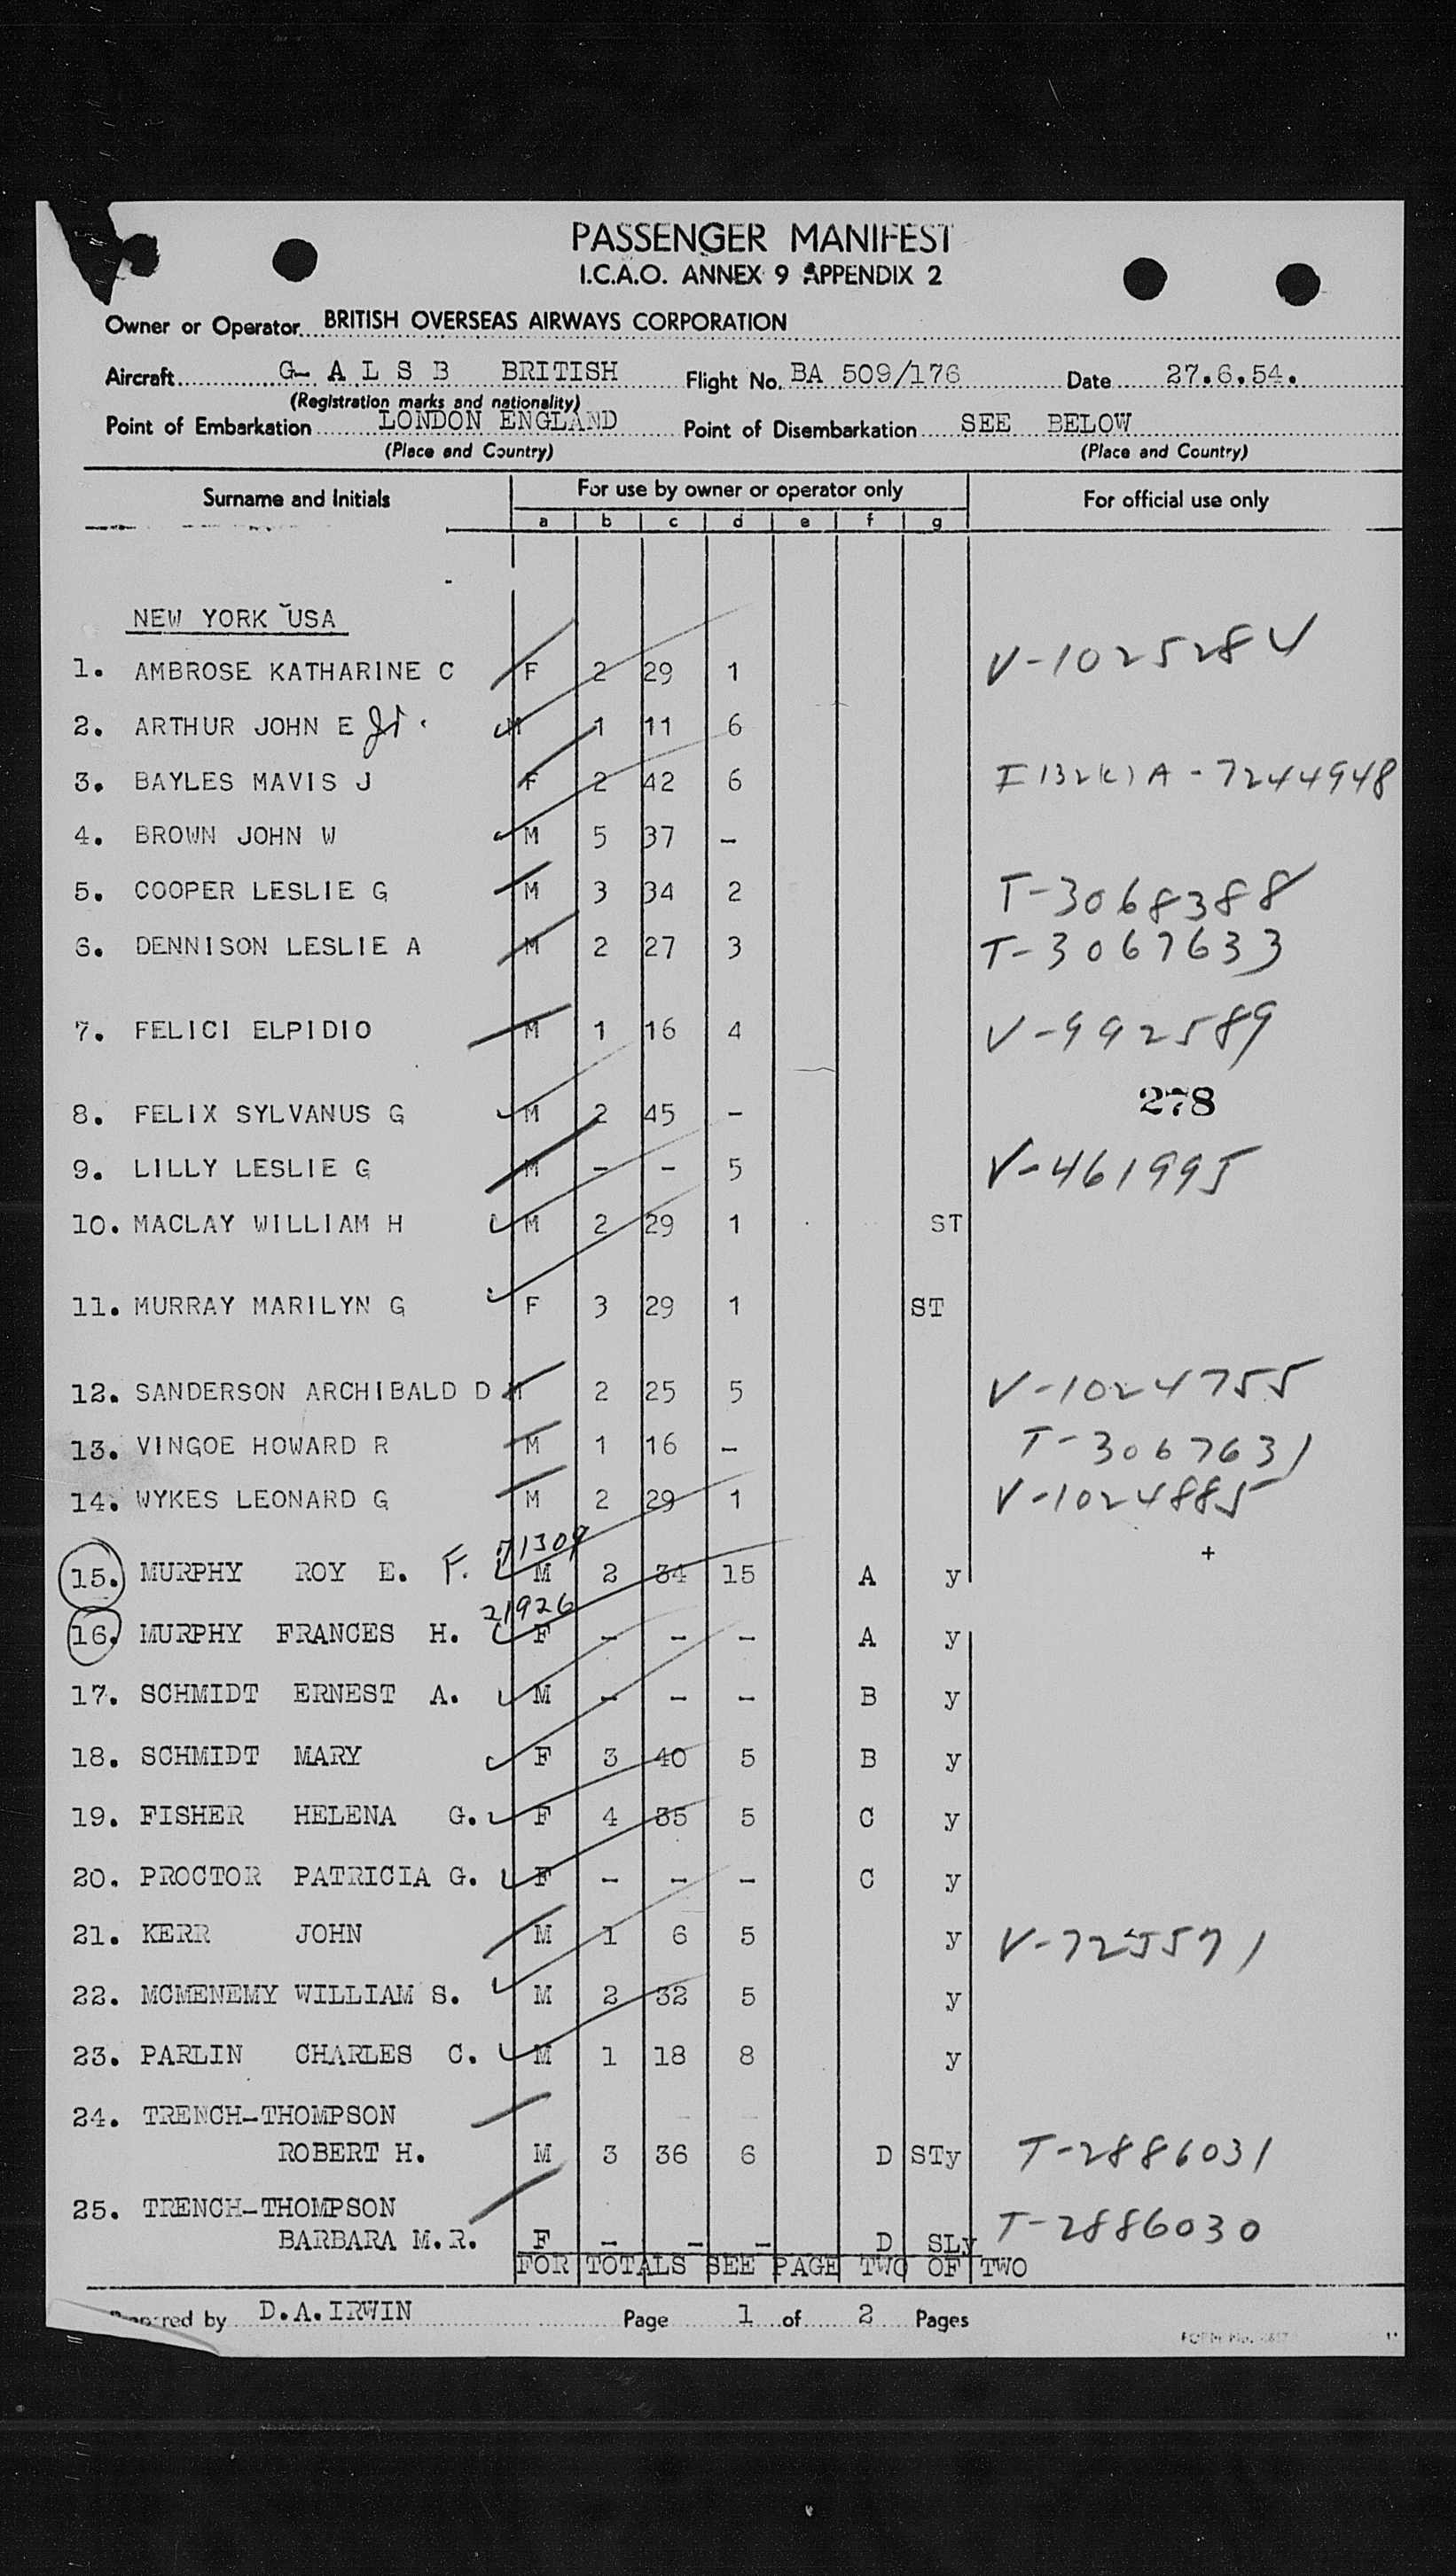 PASSENGER MANIFEST
I.C.A.O. ANNEX 9 APPENDIX 2
Owner or Operator BRITISH OVERSEAS AIRWAYS CORPORATION
Aircraft G- A L S B BRITISH Flight No. BA 509/176 Date 27.6.54.
(Registration marks and nationality)
Point of Embarkation LONDON ENGLAND Point of Disembarkation SEE BELOW
(Place and Country) (Place and Country)
Surname and Initials For use by owner or operator only For official use only
a b c d e f g
NEW YORK USA
1. AMBROSE KATHARINE C F 2 29 1 V-1025284
2. ARTHUR JOHN E Jr. M 1 11 6
3. BAYLES MAVIS J F 2 42 6 A-7244948
4. BROWN JOHN W M 5 37 -
5. COOPER LESLIE G M 3 34 2 T-3068388
6. DENNISON LESLIE A M 2 27 3 T-3067633
7. FELICI ELPIDIO M 1 16 4 V-992589
278
8. FELIX SYLVANUS G M 2 45 -
9. LILLY LESLIE G M - - 5 V-461995
10. MACLAY WILLIAM H M 2 29 1 ST
11. MURRAY MARILYN G F 3 29 1 ST
12. SANDERSON ARCHIBALD D M 2 25 5 V-1024755
13. VINGOE HOWARD R M 1 16 - T-3067631
14. WYKES LEONARD G M 2 29 1 V-1024885
71309 +
15. MURPHY ROY E. F. M 2 34 15 A y
21926
16. MURPHY FRANCES H. F - - - A y
17. SCHMIDT ERNEST A. M - - - B y
18. SCHMIDT MARY F 3 40 5 B y
19. FISHER HELENA G. F 4 35 5 C y
20. PROCTOR PATRICIA G. F - - - C y
21. KERR JOHN M 1 6 5 y V-725571
22. MCMENEMY WILLIAM S. M 2 32 5 y
23. PARLIN CHARLES C. M 1 18 8 y
24. TRENCH-THOMPSON
ROBERT H. M 3 36 6 D STy T-2886031
25. TRENCH-THOMPSON
BARBARA M.R. F - - - D SLy T-2886030
FOR TOTALS SEE PAGE TWO OF TWO
Prepared by D.A.IRWIN Page 1 of 2 Pages